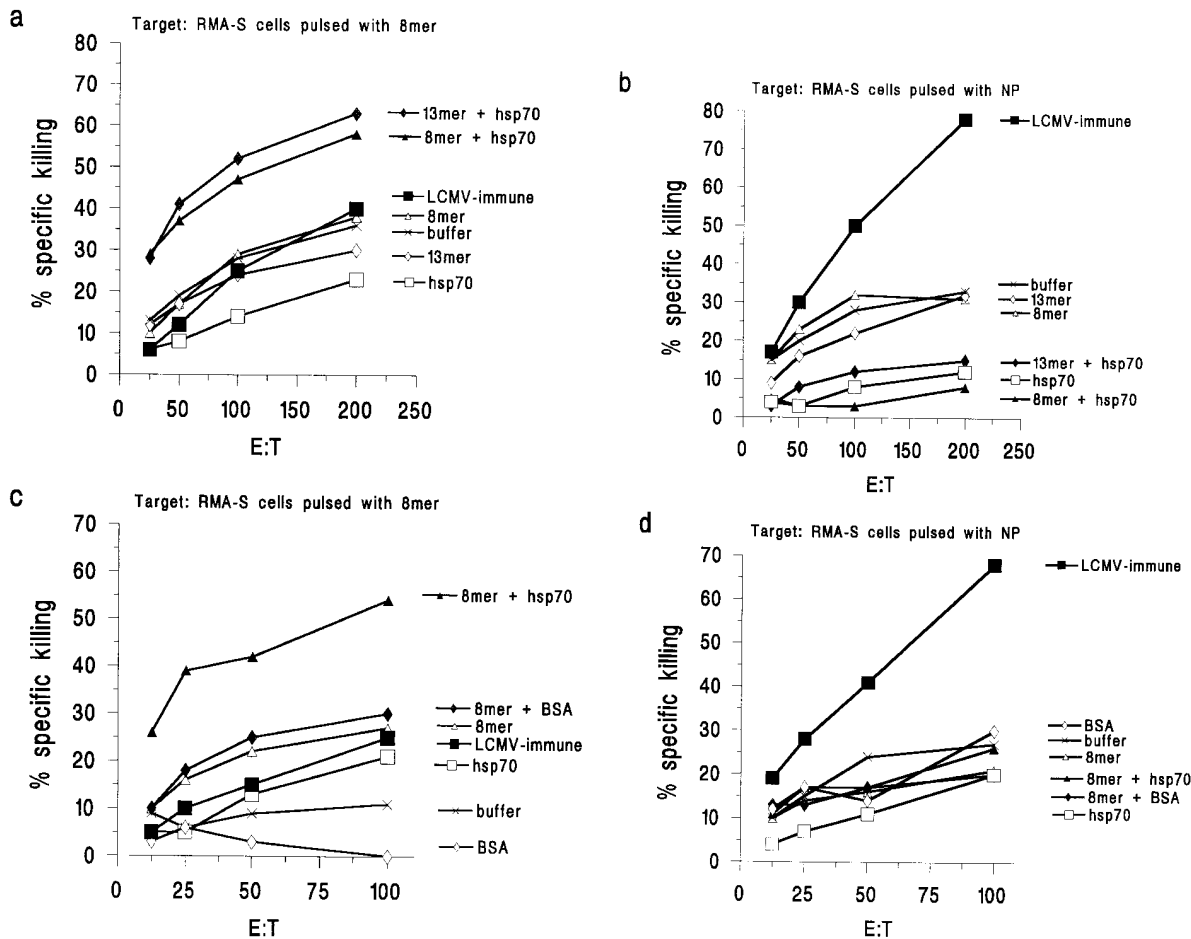 a
Target: RMA-S cells pulsed with 8mer
80
70
60
50
40
30
20
10
0
% specific killing
0 50 100 150 200 250
E:T
13mer + hsp70
8mer + hsp70
LCMV-immune
8mer
buffer
13mer
hsp70
b
Target: RMA-S cells pulsed with NP
80
70
60
50
40
30
20
10
0
% specific killing
0 50 100 150 200 250
E:T
LCMV-immune
buffer
13mer
8mer
13mer + hsp70
hsp70
8mer + hsp70
c
Target: RMA-S cells pulsed with 8mer
70
60
50
40
30
20
10
0
% specific killing
0 25 50 75 100
E:T
8mer + hsp70
8mer + BSA
8mer
LCMV-immune
hsp70
buffer
BSA
d
Target: RMA-S cells pulsed with NP
70
60
50
40
30
20
10
0
% specific killing
0 25 50 75 100
E:T
LCMV-immune
BSA
buffer
8mer
8mer + hsp70
8mer + BSA
hsp70